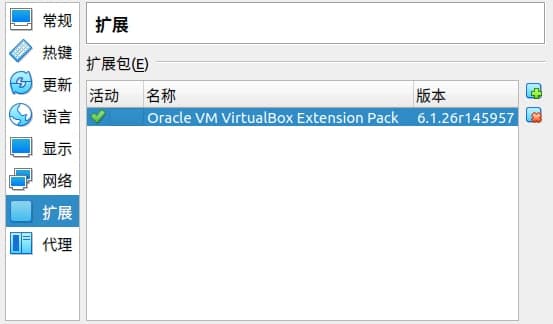 常规
热键
更新
语言
显示
网络
扩展
代理
扩展
扩展包(E)
活动 名称 版本
Oracle VM VirtualBox Extension Pack 6.1.26r145957